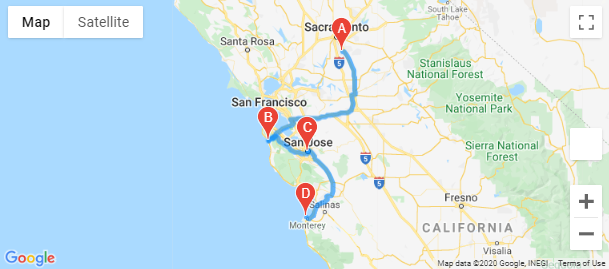 Map
Satellite
Sacramento
South Lake
Tahoe
Santa Rosa
A
5
Stanislaus
National Forest
San Francisco
Yosemite
National Park
B
C
San Jose
Sierra National
Forest
5
5
D
Salinas
Monterey
Fresno
CALIFORNIA
Visalia
Google
Map data ©2020 Google, INEGI
Terms of Use